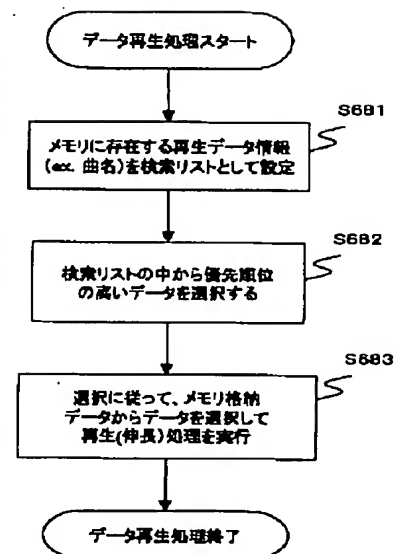 データ再生処理スタート
S681
メモリに存在する再生データ情報
(ex. 曲名)を検索リストとして設定
S682
検索リストの中から優先順位
の高いデータを選択する
S683
選択に従って、メモリ格納
データからデータを選択して
再生(伸長)処理を実行
データ再生処理終了